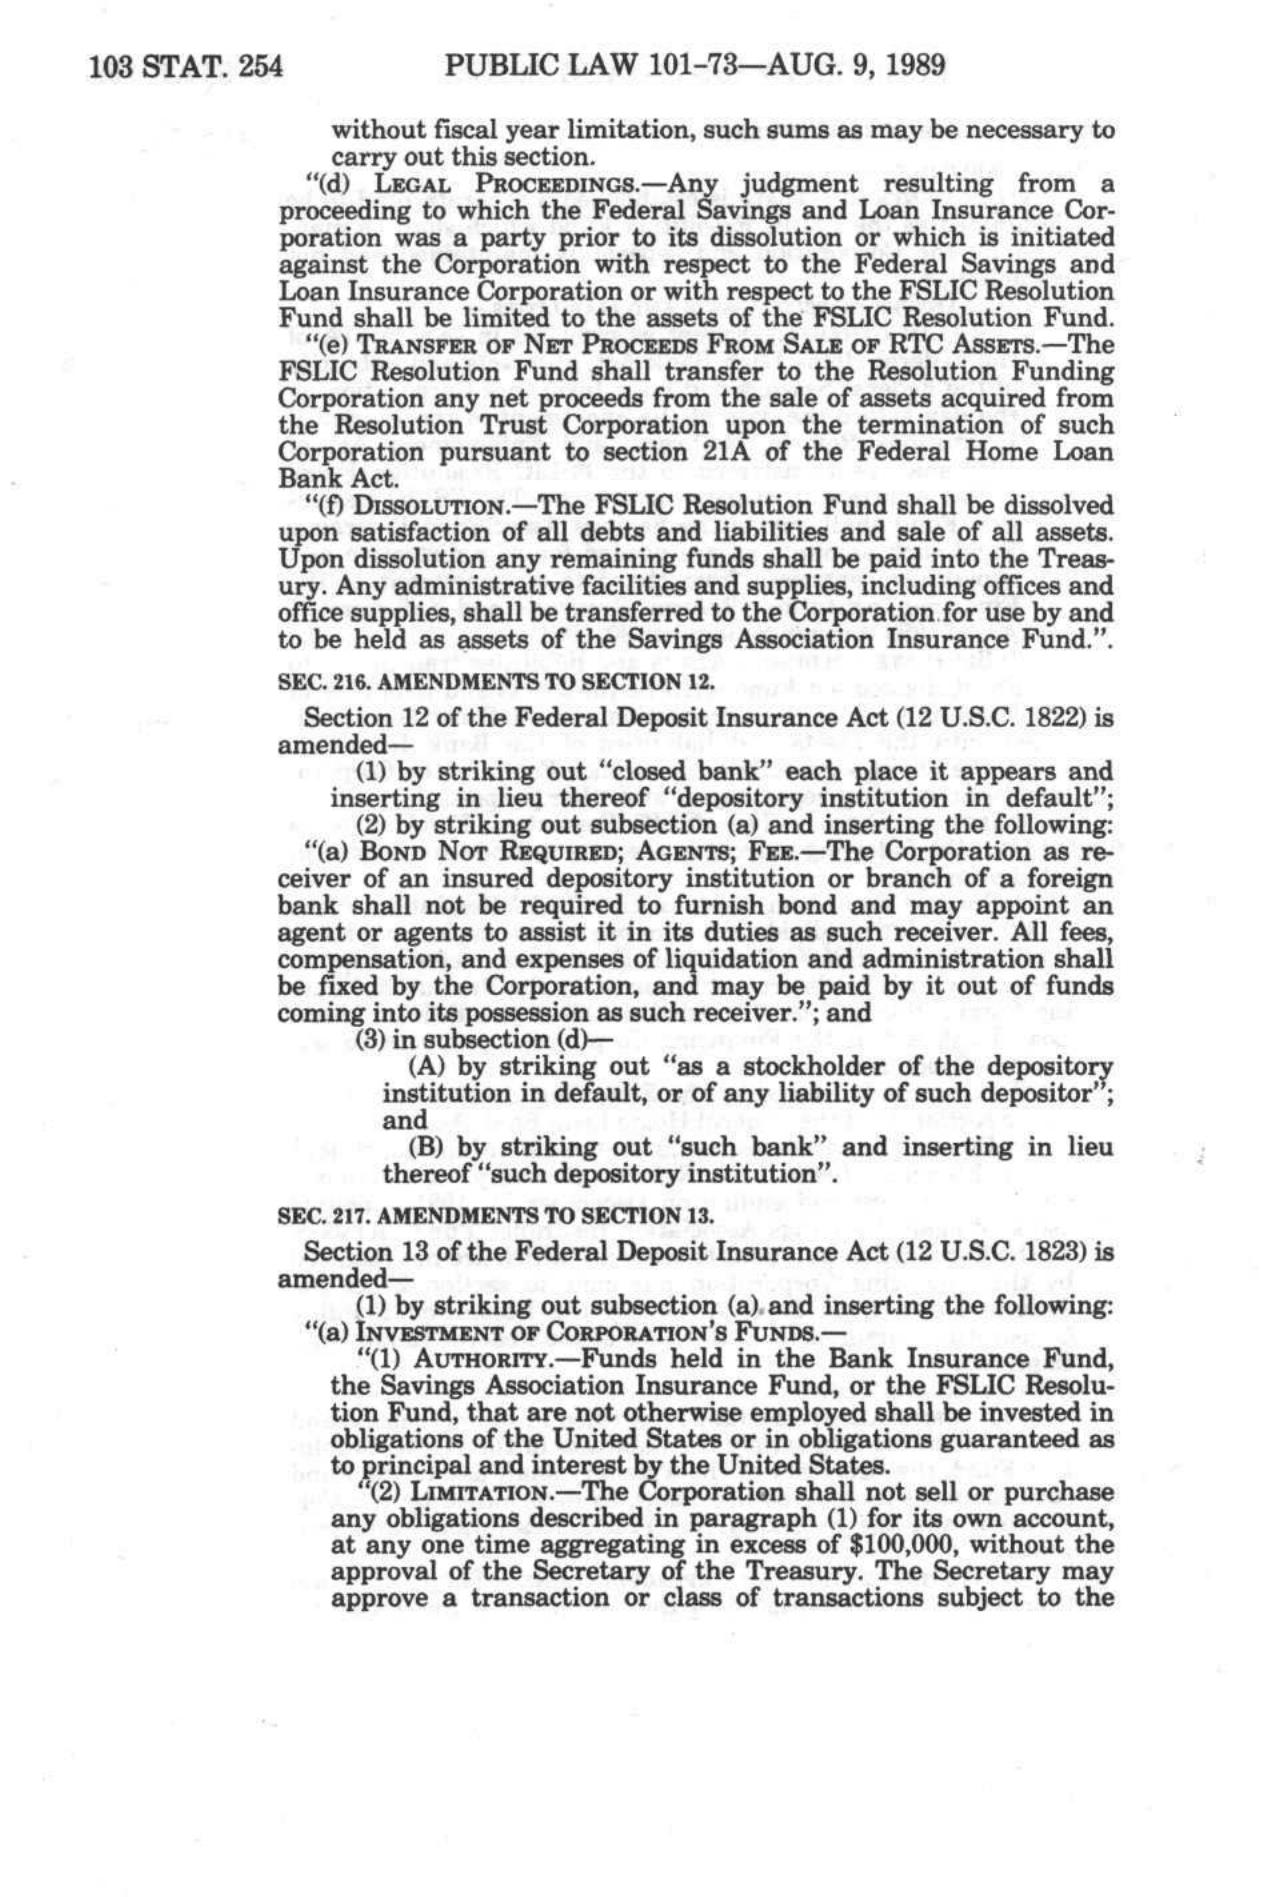 103 STAT. 254 PUBLIC LAW 101-73—AUG. 9, 1989
without fiscal year limitation, such sums as may be necessary to
carry out this section.
“(d) LEGAL PROCEEDINGS.—Any judgment resulting from a
proceeding to which the Federal Savings and Loan Insurance Cor-
poration was a party prior to its dissolution or which is initiated
against the Corporation with respect to the Federal Savings and
Loan Insurance Corporation or with respect to the FSLIC Resolution
Fund shall be limited to the assets of the FSLIC Resolution Fund.
“(e) TRANSFER OF NET PROCEEDS FROM SALE OF RTC ASSETS.—The
FSLIC Resolution Fund shall transfer to the Resolution Funding
Corporation any net proceeds from the sale of assets acquired from
the Resolution Trust Corporation upon the termination of such
Corporation pursuant to section 21A of the Federal Home Loan
Bank Act.
“(f) DISSOLUTION.—The FSLIC Resolution Fund shall be dissolved
upon satisfaction of all debts and liabilities and sale of all assets.
Upon dissolution any remaining funds shall be paid into the Treas-
ury. Any administrative facilities and supplies, including offices and
office supplies, shall be transferred to the Corporation for use by and
to be held as assets of the Savings Association Insurance Fund.”.
SEC. 216. AMENDMENTS TO SECTION 12.
Section 12 of the Federal Deposit Insurance Act (12 U.S.C. 1822) is
amended—
(1) by striking out “closed bank” each place it appears and
inserting in lieu thereof “depository institution in default”;
(2) by striking out subsection (a) and inserting the following:
“(a) BOND NOT REQUIRED; AGENTS; FEE.—The Corporation as re-
ceiver of an insured depository institution or branch of a foreign
bank shall not be required to furnish bond and may appoint an
agent or agents to assist it in its duties as such receiver. All fees,
compensation, and expenses of liquidation and administration shall
be fixed by the Corporation, and may be paid by it out of funds
coming into its possession as such receiver.”; and
(3) in subsection (d)—
(A) by striking out “as a stockholder of the depository
institution in default, or of any liability of such depositor”;
and
(B) by striking out “such bank” and inserting in lieu
thereof “such depository institution”.
SEC. 217. AMENDMENTS TO SECTION 13.
Section 13 of the Federal Deposit Insurance Act (12 U.S.C. 1823) is
amended—
(1) by striking out subsection (a) and inserting the following:
“(a) INVESTMENT OF CORPORATION’S FUNDS.—
“(1) AUTHORITY.—Funds held in the Bank Insurance Fund,
the Savings Association Insurance Fund, or the FSLIC Resolu-
tion Fund, that are not otherwise employed shall be invested in
obligations of the United States or in obligations guaranteed as
to principal and interest by the United States.
“(2) LIMITATION.—The Corporation shall not sell or purchase
any obligations described in paragraph (1) for its own account,
at any one time aggregating in excess of $100,000, without the
approval of the Secretary of the Treasury. The Secretary may
approve a transaction or class of transactions subject to the